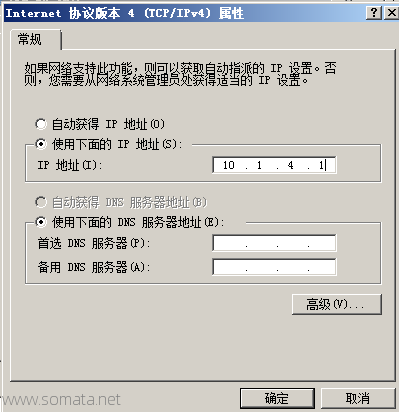 Internet 协议版本 4 (TCP/IPv4) 属性
常规
如果网络支持此功能，则可以获取自动指派的 IP 设置。否
则，您需要从网络系统管理员处获得适当的 IP 设置。
自动获得 IP 地址(O)
使用下面的 IP 地址(S):
IP 地址(I): 10 . 1 . 4 . 1
自动获得 DNS 服务器地址(B)
使用下面的 DNS 服务器地址(E):
首选 DNS 服务器(P): . . .
备用 DNS 服务器(A): . . .
高级(V)...
确定 取消
www.somata.net